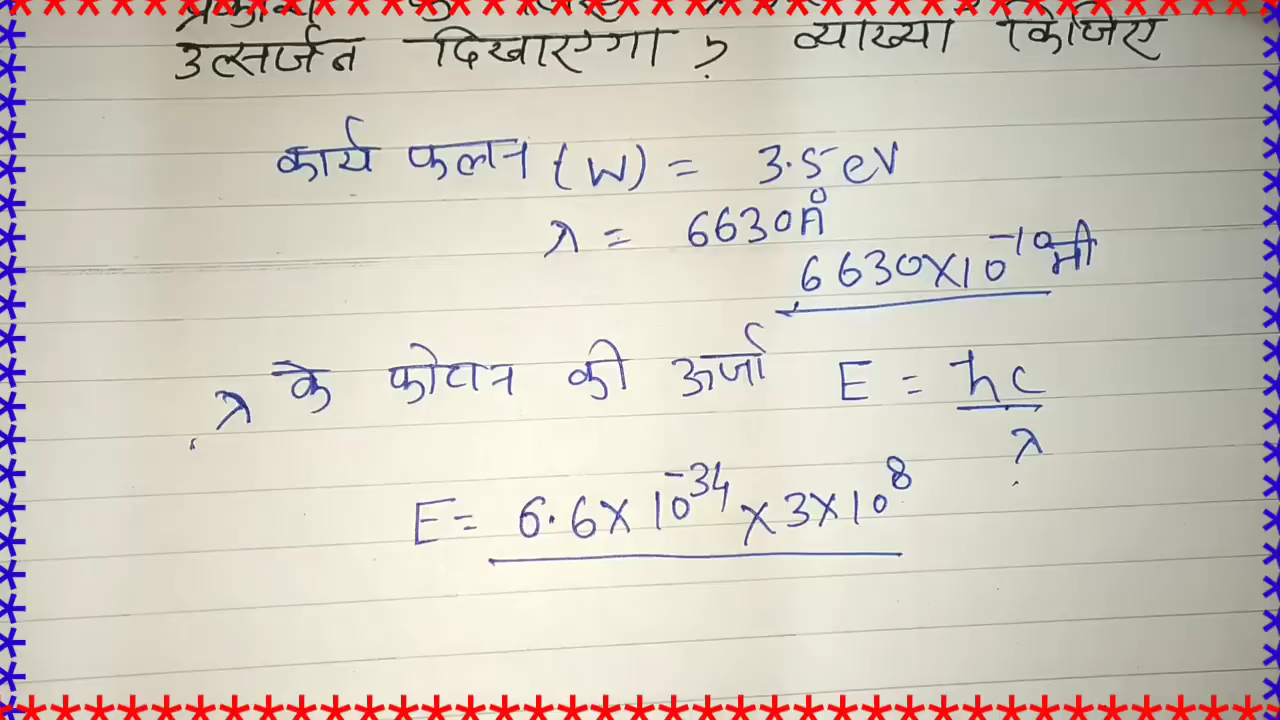 उत्सर्जन दिखाएगा ? व्याख्या किजिए
कार्य फलन (W) = 3.5 eV
λ = 6630 Å
6630×10⁻¹⁰ मी
λ के फोटान की ऊर्जा E = hc
λ
E = 6.6×10⁻³⁴ × 3×10⁸